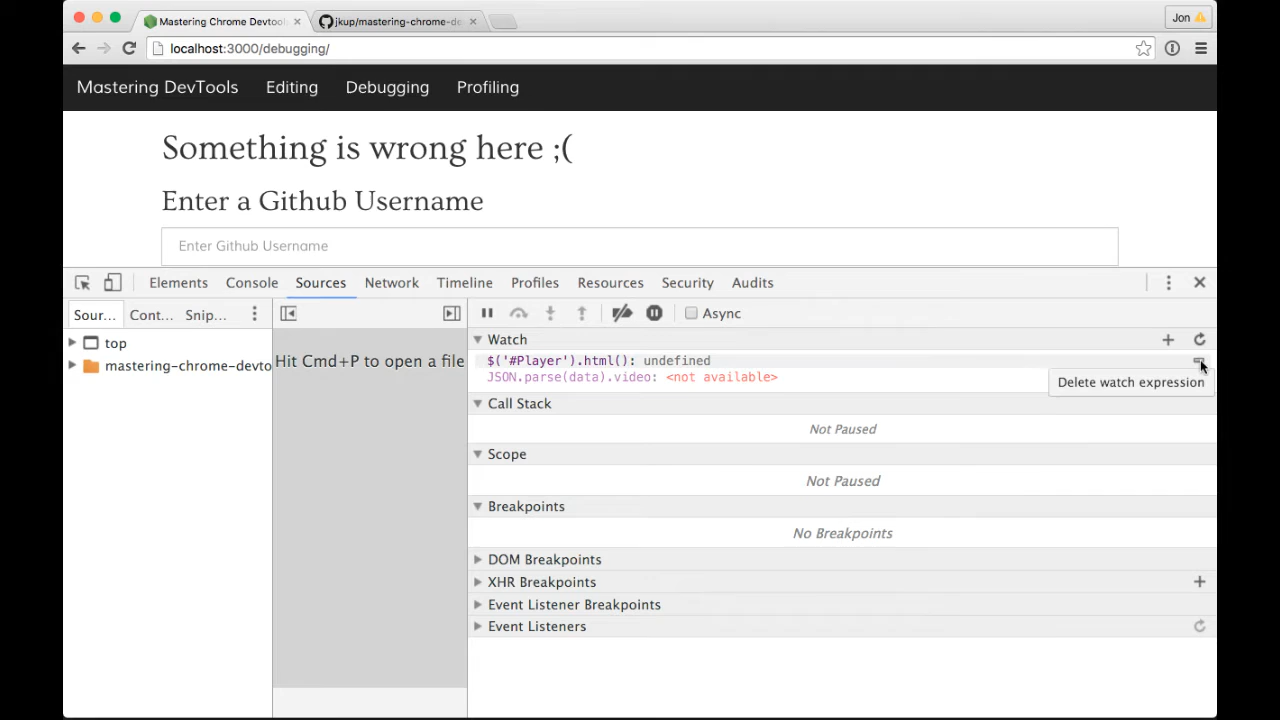 Mastering Chrome Devtools
jkup/mastering-chrome-de
Jon
localhost:3000/debugging/
Mastering DevTools Editing Debugging Profiling
Something is wrong here ;(
Enter a Github Username
Enter Github Username
Elements Console Sources Network Timeline Profiles Resources Security Audits
Sour... Cont... Snip... Async
top
mastering-chrome-devto
Hit Cmd+P to open a file
Watch
$('#Player').html(): undefined
JSON.parse(data).video: <not available>
Delete watch expression
Call Stack
Not Paused
Scope
Not Paused
Breakpoints
No Breakpoints
DOM Breakpoints
XHR Breakpoints
Event Listener Breakpoints
Event Listeners